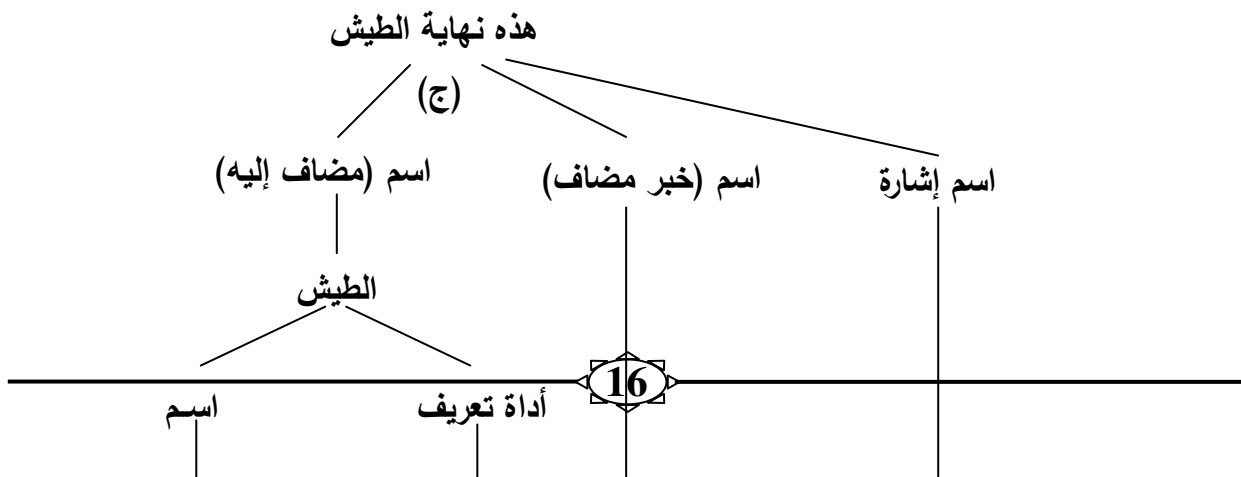 هذه نهاية الطيش
(ج)
اسم إشارة اسم (خبر مضاف) اسم (مضاف إليه)
الطيش
16
أداة تعريف اسم